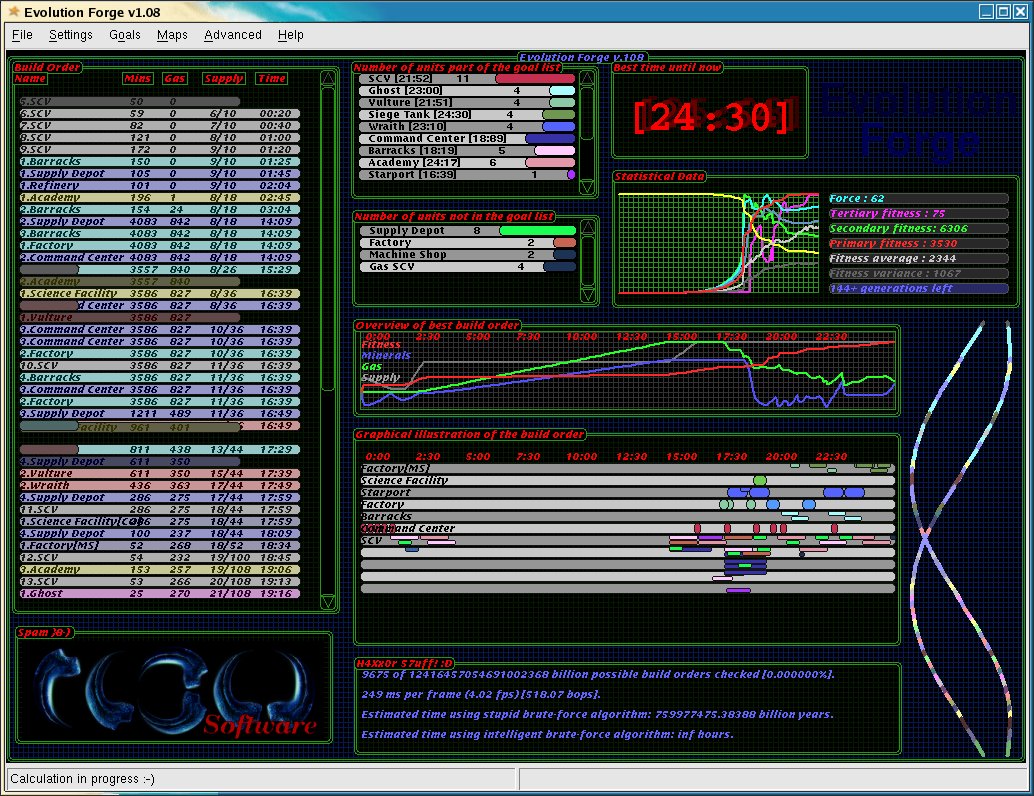 Evolution Forge v1.08
File Settings Goals Maps Advanced Help
Evolution Forge v.108
Build Order
Name Mins Gas Supply Time
5.SCV 50 0
6.SCV 59 0 6/10 00:20
7.SCV 82 0 7/10 00:40
8.SCV 121 0 8/10 01:00
9.SCV 172 0 9/10 01:20
1.Barracks 150 0 9/10 01:25
1.Supply Depot 105 0 9/10 01:45
1.Refinery 101 0 9/10 02:04
1.Academy 196 1 8/18 02:45
2.Barracks 154 24 8/18 03:04
2.Supply Depot 4083 842 8/18 14:09
3.Barracks 4083 842 8/18 14:09
1.Factory 4083 842 8/18 14:09
2.Command Center 4083 842 8/18 14:09
3557 840 8/26 15:29
2.Academy 3557 840
1.Science Facility 3586 827 8/36 16:39
d Center 3586 827 8/36 16:39
1.Vulture 3586 827
3.Command Center 3586 827 10/36 16:39
3.Command Center 3586 827 10/36 16:39
2.Factory 3586 827 10/36 16:39
10.SCV 3586 827 11/36 16:39
4.Barracks 3586 827 11/36 16:39
3.Command Center 3586 827 11/36 16:39
2.Factory 3586 827 11/36 16:39
3.Supply Depot 1211 489 11/36 16:49
acility 961 401 16:49
811 438 13/44 17:29
4.Supply Depot 611 350
2.Vulture 611 350 15/44 17:39
2.Wraith 436 363 17/44 17:49
4.Supply Depot 286 275 18/44 17:59
11.SCV 286 275 18/44 17:59
1.Science Facility[Co 286 275 18/44 17:59
4.Supply Depot 100 237 18/44 18:09
1.Factory[MS] 52 268 18/52 18:34
12.SCV 54 232 19/100 18:45
3.Academy 153 257 19/108 19:06
13.SCV 53 266 20/108 19:13
1.Ghost 25 270 21/108 19:16
Spam )8-)
Software
Number of units part of the goal list
SCV [21:52] 11
Ghost [23:00] 4
Vulture [21:51] 4
Siege Tank [24:30] 4
Wraith [23:10] 4
Command Center [18:89]
Barracks [18:19] 5
Academy [24:17] 6
Starport [16:39] 1
Number of units not in the goal list
Supply Depot 8
Factory 2
Machine Shop 2
Gas SCV 4
Best time until now
[24:30]
Evolution
Forge
Statistical Data
Force : 62
Tertiary fitness : 75
Secondary fitness: 6306
Primary fitness : 3530
Fitness average : 2344
Fitness variance : 1067
144+ generations left
Overview of best build order
0:00 2:30 5:00 7:30 10:00 12:30 15:00 17:30 20:00 22:30
Fitness
Minerals
Gas
Supply
Graphical illustration of the build order
0:00 2:30 5:00 7:30 10:00 12:30 15:00 17:30 20:00 22:30
Factory[MS]
Science Facility
Starport
Factory
Barracks
Command Center
SCV
H4Xx0r S7uff! :D
9675 of 12416457054691002368 billion possible build orders checked [0.000000%].
249 ms per frame (4.02 fps) [518.07 bops].
Estimated time using stupid brute-force algorithm: 759977475.38388 billion years.
Estimated time using intelligent brute-force algorithm: inf hours.
Calculation in progress :-)